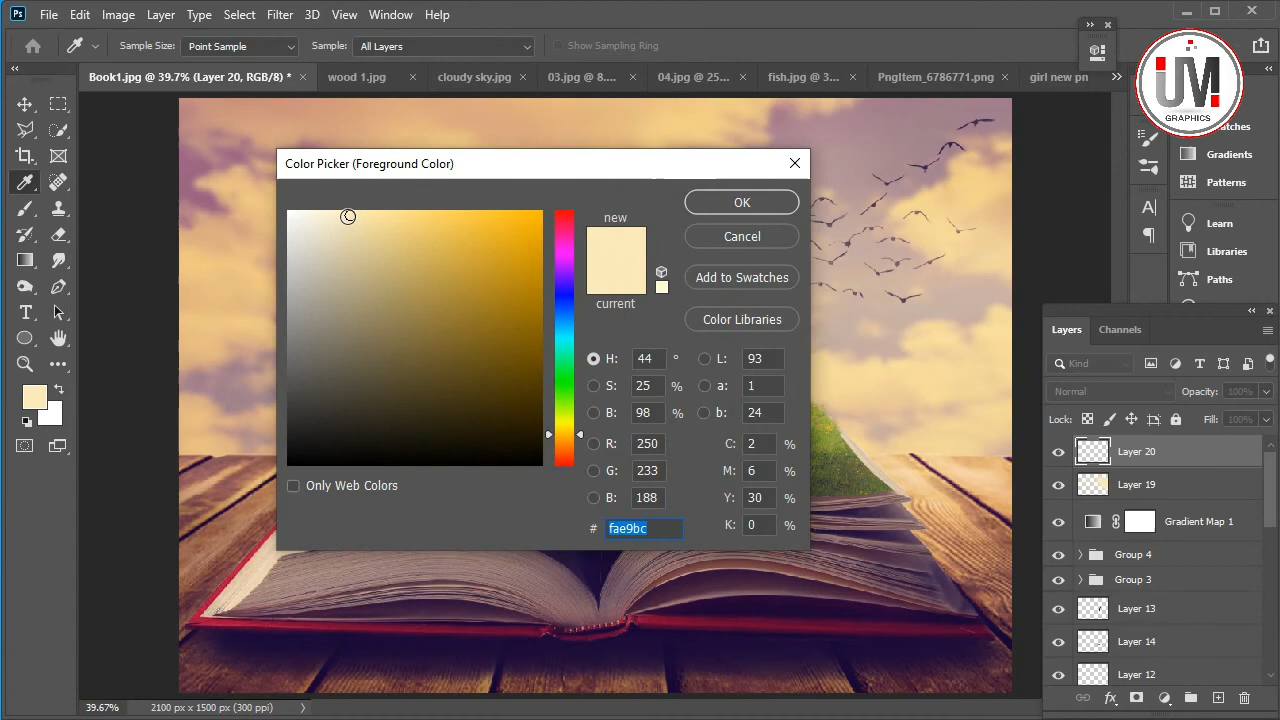 Ps File Edit Image Layer Type Select Filter 3D View Window Help
Sample Size: Point Sample Sample: All Layers Show Sampling Ring
Book1.jpg @ 39.7% (Layer 20, RGB/8) * wood 1.jpg cloudy sky.jpg 03.jpg @ 8.... 04.jpg @ 25... fish.jpg @ 3... PngItem_6786771.png girl new pn
UM
GRAPHICS
Gradients
Patterns
Learn
Libraries
Paths
Color Picker (Foreground Color)
new
current
OK
Cancel
Add to Swatches
Color Libraries
H: 44 ° L: 93
S: 25 % a: 1
B: 98 % b: 24
R: 250 C: 2 %
G: 233 M: 6 %
B: 188 Y: 30 %
# fae9bc K: 0 %
Only Web Colors
Layers Channels
Kind
Normal Opacity: 100%
Lock: Fill: 100%
Layer 20
Layer 19
Gradient Map 1
Group 4
Group 3
Layer 13
Layer 14
Layer 12
39.67% 2100 px x 1500 px (300 ppi)